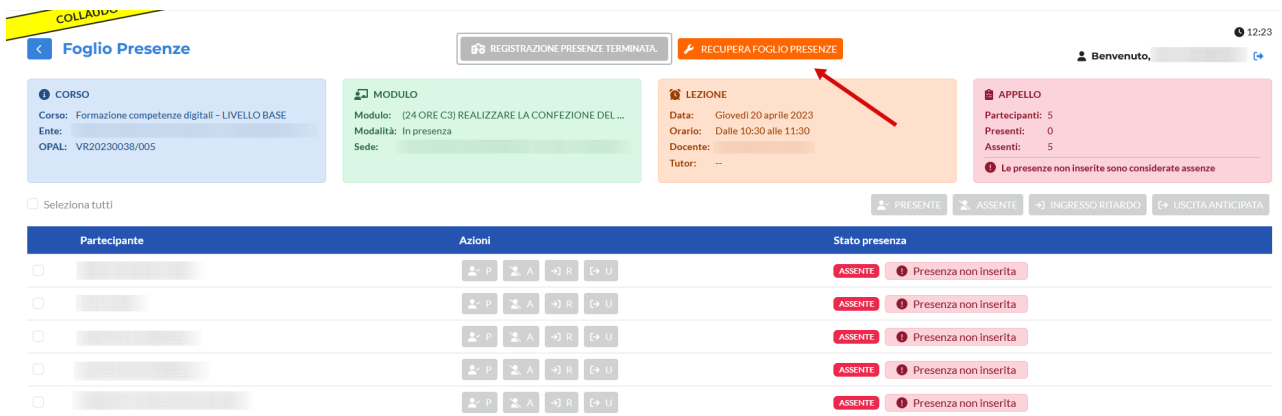 COLLAUDO
12:23
Foglio Presenze
REGISTRAZIONE PRESENZE TERMINATA.
RECUPERA FOGLIO PRESENZE
Benvenuto,
CORSO
Corso: Formazione competenze digitali – LIVELLO BASE
Ente:
OPAL: VR20230038/005
MODULO
Modulo: (24 ORE C3) REALIZZARE LA CONFEZIONE DEL ...
Modalità: In presenza
Sede:
LEZIONE
Data: Giovedì 20 aprile 2023
Orario: Dalle 10:30 alle 11:30
Docente:
Tutor: --
APPELLO
Partecipanti: 5
Presenti: 0
Assenti: 5
Le presenze non inserite sono considerate assenze
Seleziona tutti
PRESENTE ASSENTE INGRESSO RITARDO USCITA ANTICIPATA
Partecipante Azioni Stato presenza
P A R U ASSENTE Presenza non inserita
P A R U ASSENTE Presenza non inserita
P A R U ASSENTE Presenza non inserita
P A R U ASSENTE Presenza non inserita
P A R U ASSENTE Presenza non inserita